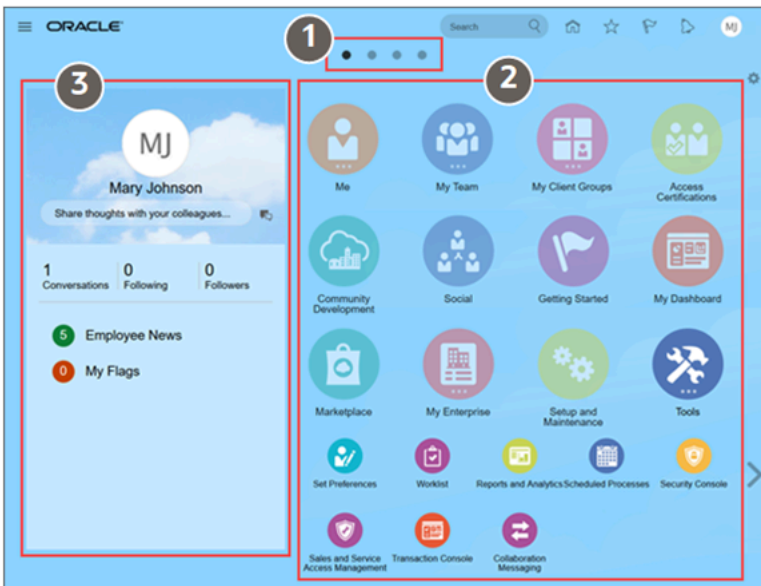 ORACLE
Search
MJ
1
2
3
MJ
Mary Johnson
Share thoughts with your colleagues...
1 0 0
Conversations Following Followers
5 Employee News
0 My Flags
Me My Team My Client Groups Access
Certifications
Community Social Getting Started My Dashboard
Development
Marketplace My Enterprise Setup and Tools
Maintenance
Set Preferences Worklist Reports and Analytics Scheduled Processes Security Console
Sales and Service Transaction Console Collaboration
Access Management Messaging